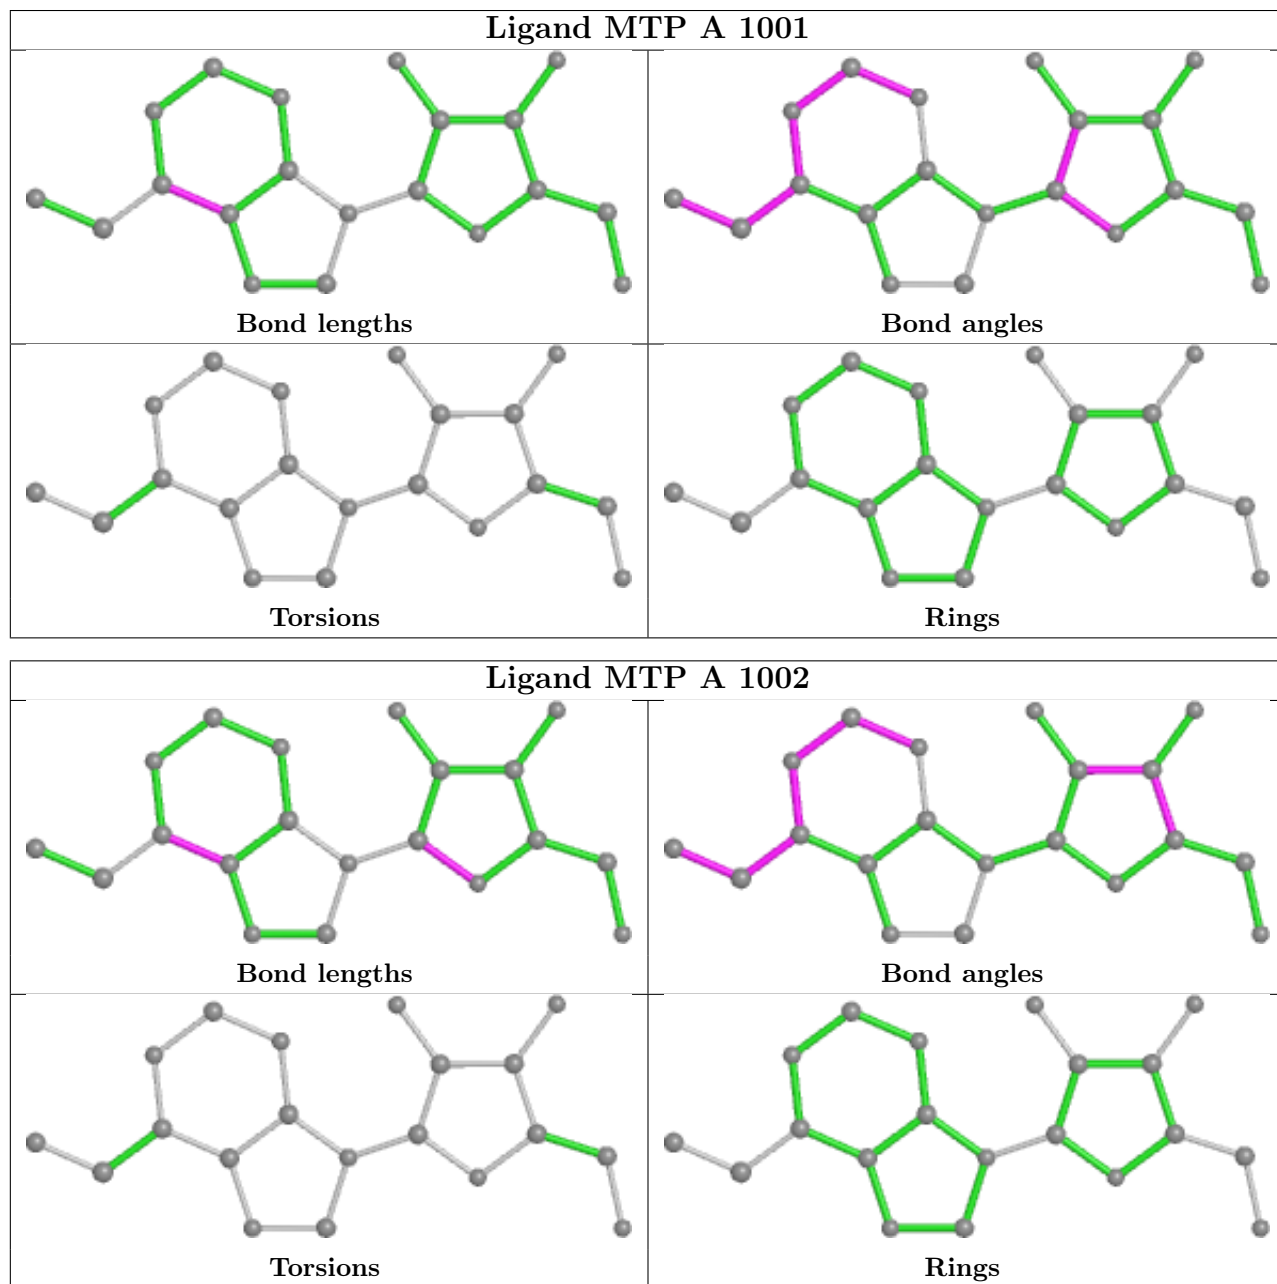 Ligand MTP A 1001
Bond lengths
Bond angles
Torsions
Rings
Ligand MTP A 1002
Bond lengths
Bond angles
Torsions
Rings